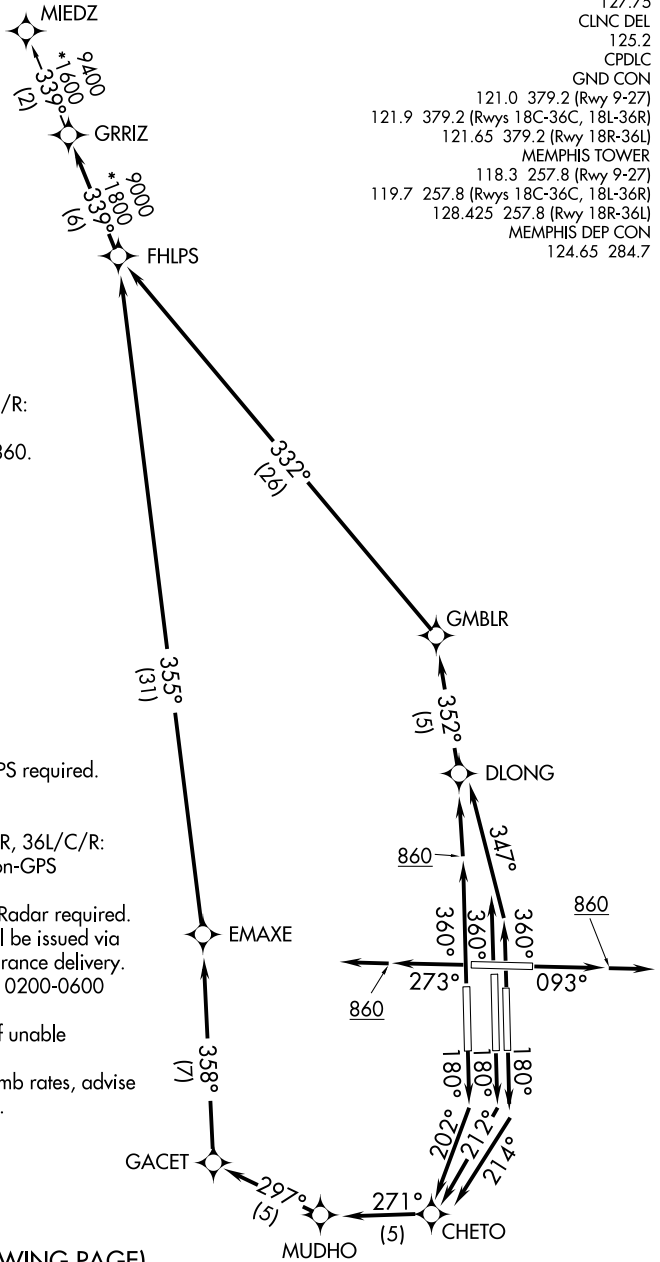 127.75
CLNC DEL
125.2
CPDLC
GND CON
121.0 379.2 (Rwy 9-27)
121.9 379.2 (Rwys 18C-36C, 18L-36R)
121.65 379.2 (Rwy 18R-36L)
MEMPHIS TOWER
118.3 257.8 (Rwy 9-27)
119.7 257.8 (Rwys 18C-36C, 18L-36R)
128.425 257.8 (Rwy 18R-36L)
MEMPHIS DEP CON
124.65 284.7
MIEDZ
9400
*1600
339°
(2)
GRRIZ
9000
*1800
339°
(6)
FHLPS
/R:
360.
332°
(26)
GMBLR
355°
(31)
352°
(5)
DLONG
PS required.
R, 36L/C/R:
on-GPS
Radar required.
ll be issued via
arance delivery.
0200-0600
f unable
mb rates, advise
.
347°
860
360°
360°
360°
860
EMAXE
273°
093°
860
358°
(7)
180°
180°
180°
202°
212°
214°
GACET
297°
(5)
271°
(5)
CHETO
MUDHO
WING PAGE)